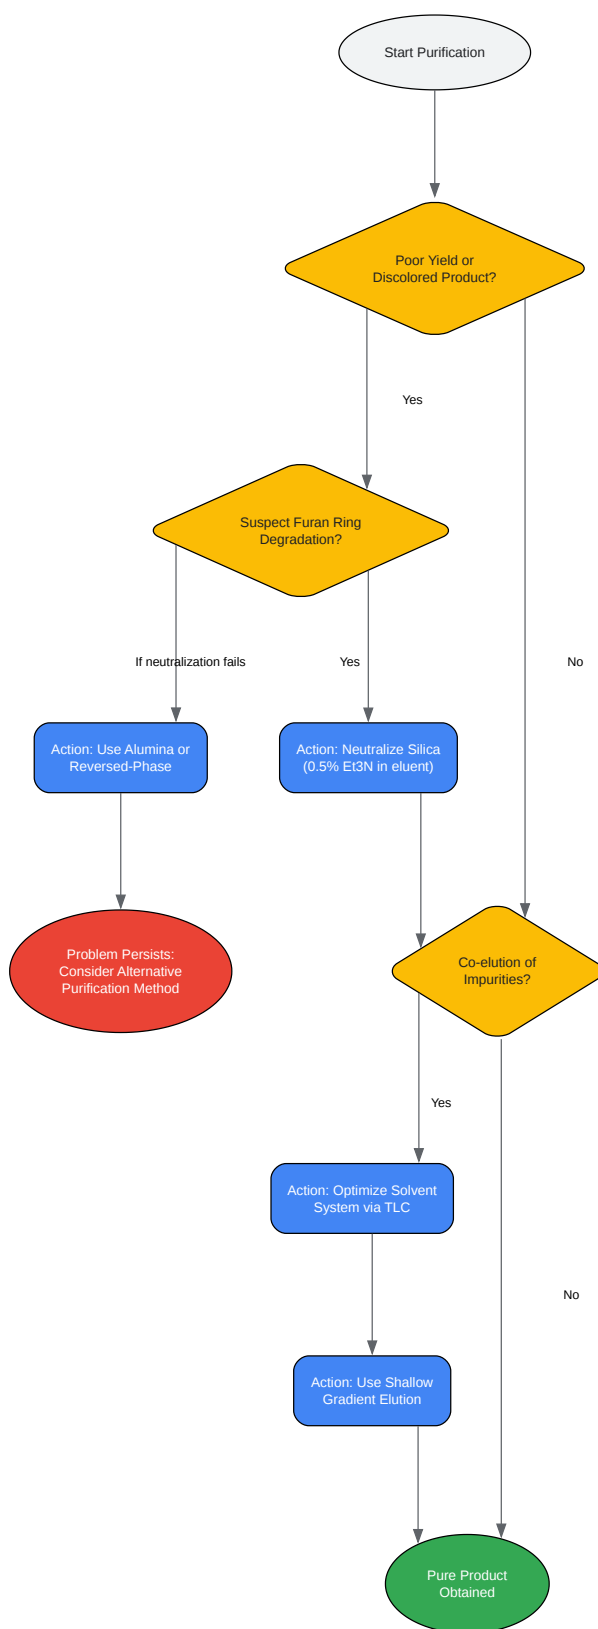 Start Purification
Poor Yield or
Discolored Product?
Yes
Suspect Furan Ring
Degradation?
If neutralization fails
Yes
No
Action: Use Alumina or
Reversed-Phase
Action: Neutralize Silica
(0.5% Et3N in eluent)
Problem Persists:
Consider Alternative
Purification Method
Co-elution of
Impurities?
Yes
Action: Optimize Solvent
System via TLC
No
Action: Use Shallow
Gradient Elution
Pure Product
Obtained